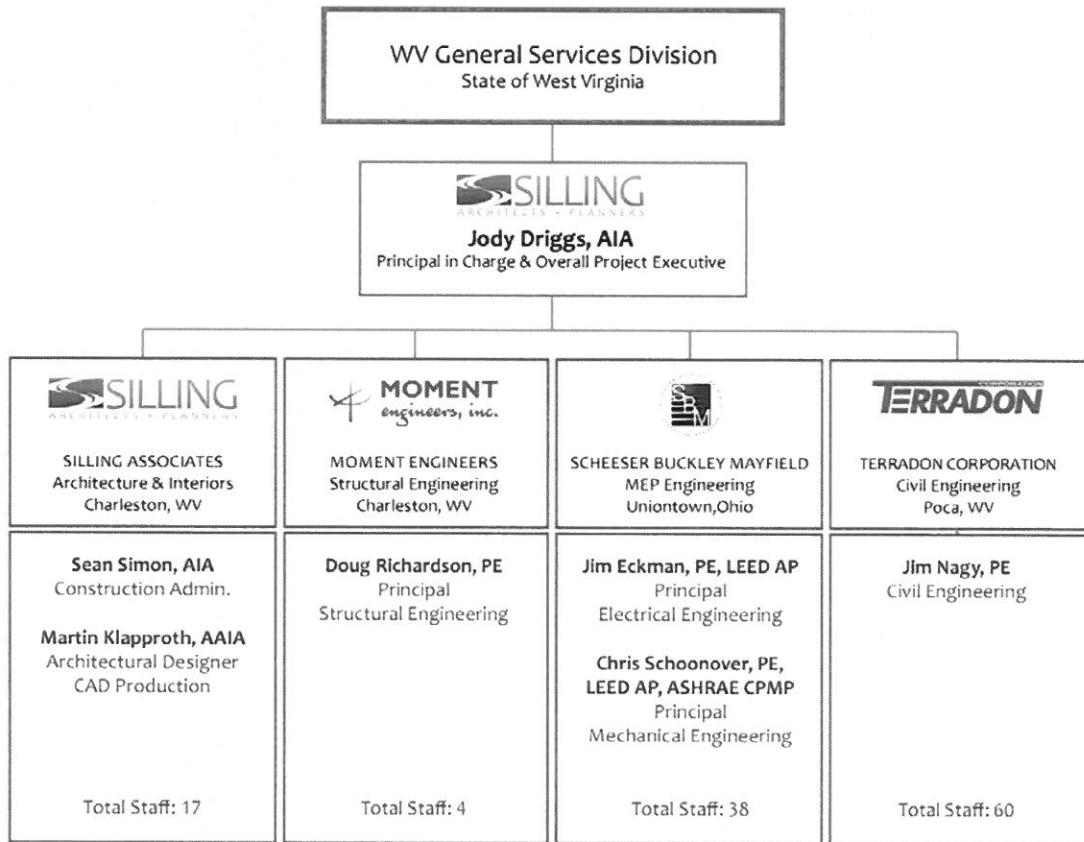 WV General Services Division
State of West Virginia
SILLING
ARCHITECTS + PLANNERS
Jody Driggs, AIA
Principal in Charge & Overall Project Executive
SILLING
ARCHITECTS + PLANNERS
SILLING ASSOCIATES
Architecture & Interiors
Charleston, WV
Sean Simon, AIA
Construction Admin.
Martin Klapproth, AAIA
Architectural Designer
CAD Production
Total Staff: 17
MOMENT
engineers, inc.
MOMENT ENGINEERS
Structural Engineering
Charleston, WV
Doug Richardson, PE
Principal
Structural Engineering
Total Staff: 4
SBM
SCHEESER BUCKLEY MAYFIELD
MEP Engineering
Uniontown,Ohio
Jim Eckman, PE, LEED AP
Principal
Electrical Engineering
Chris Schoonover, PE,
LEED AP, ASHRAE CPMP
Principal
Mechanical Engineering
Total Staff: 38
CORPORATION
TERRADON
TERRADON CORPORATION
Civil Engineering
Poca, WV
Jim Nagy, PE
Civil Engineering
Total Staff: 60